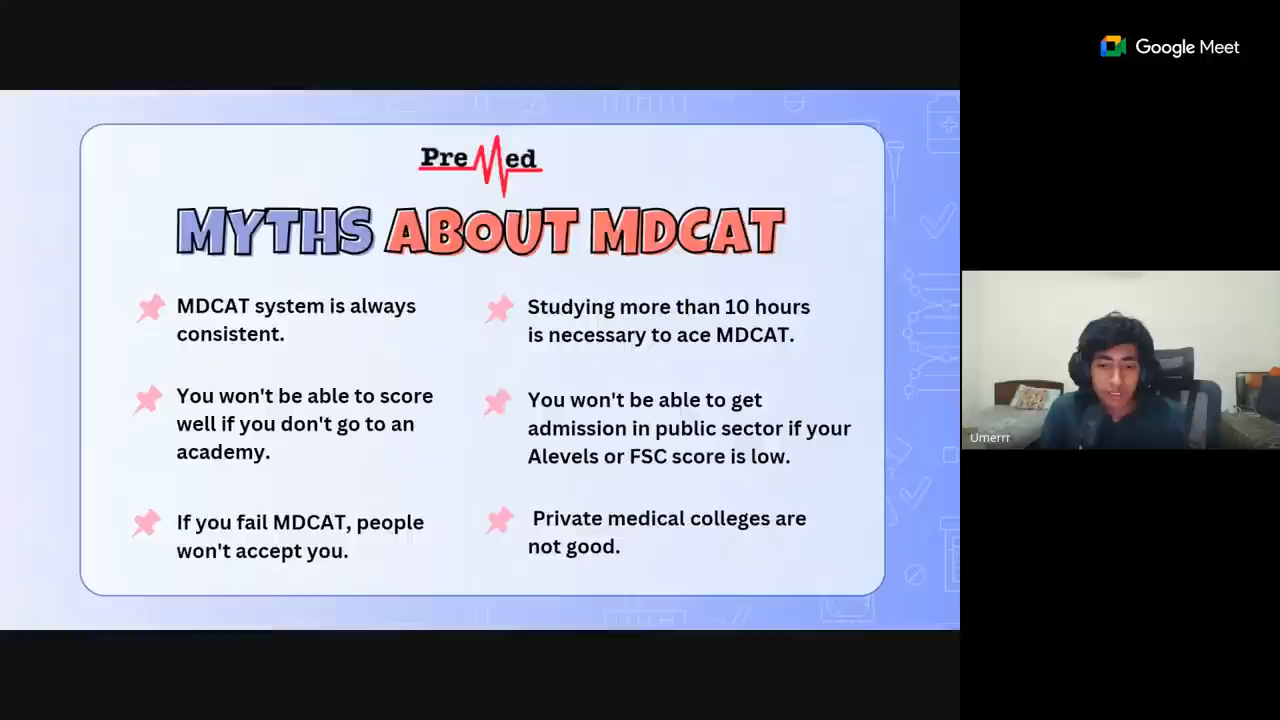 Google Meet
PreMed
MYTHS ABOUT MDCAT
MDCAT system is always
consistent.
You won't be able to score
well if you don't go to an
academy.
If you fail MDCAT, people
won't accept you.
Studying more than 10 hours
is necessary to ace MDCAT.
You won't be able to get
admission in public sector if your
Alevels or FSC score is low.
Private medical colleges are
not good.
Umerrr